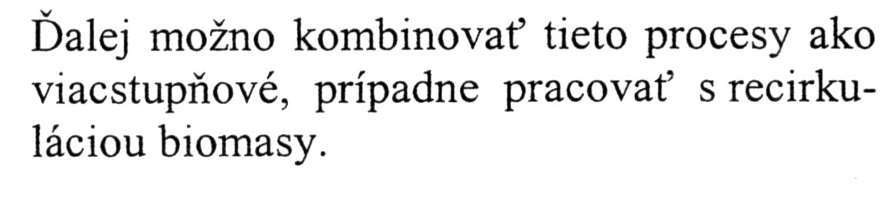 Ďalej možno kombinovať tieto procesy ako
viacstupňové, prípadne pracovať s recirku-
láciou biomasy.